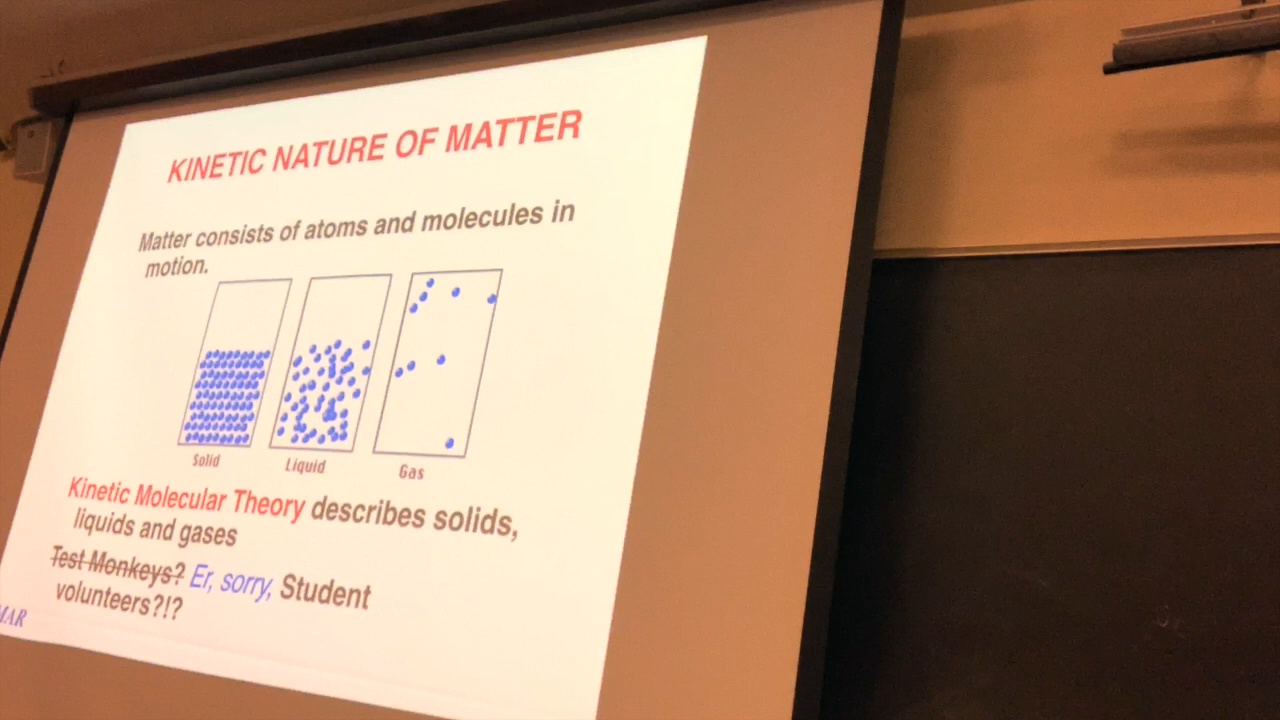 KINETIC NATURE OF MATTER
Matter consists of atoms and molecules in
motion.
Solid
Liquid
Gas
Kinetic Molecular Theory describes solids,
liquids and gases
Test Monkeys? Er, sorry, Student
volunteers?!?
MAR